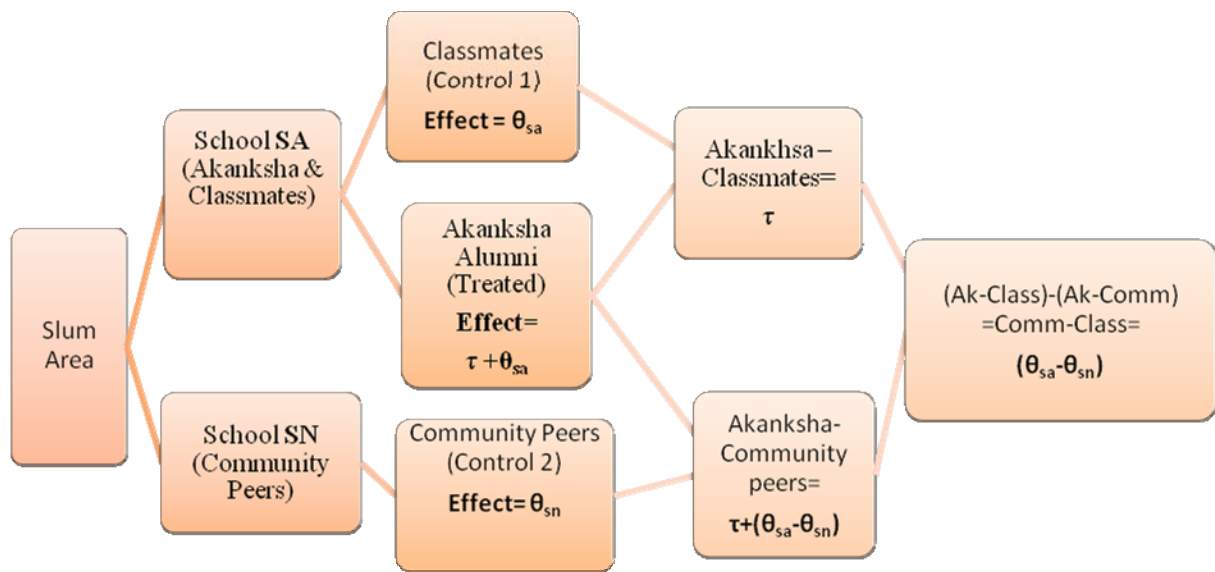 Slum
Area
School SA
(Akanksha &
Classmates)
School SN
(Community
Peers)
Classmates
(Control 1)
Effect = θsa
Akanksha
Alumni
(Treated)
Effect=
τ +θsa
Community Peers
(Control 2)
Effect= θsn
Akankhsa –
Classmates=
τ
Akanksha-
Community
peers=
τ+(θsa-θsn)
(Ak-Class)-(Ak-Comm)
=Comm-Class=
(θsa-θsn)